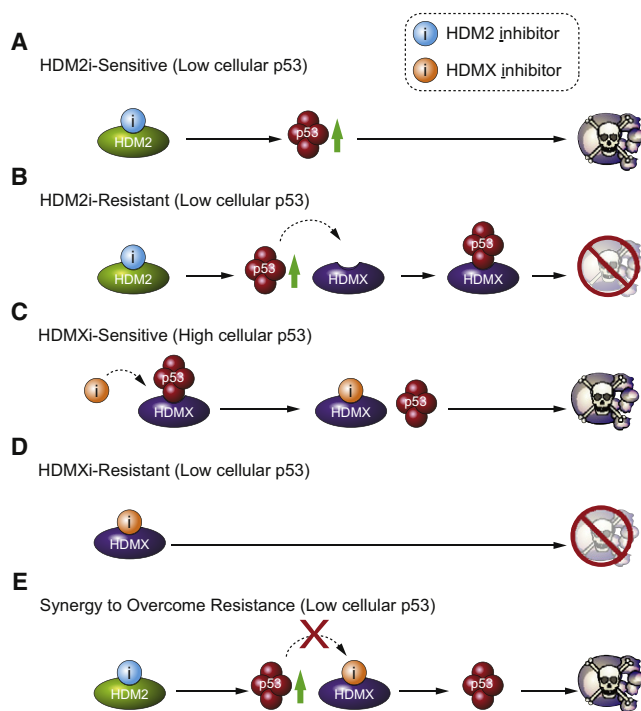 A
HDM2i-Sensitive (Low cellular p53)
i HDM2 inhibitor
i HDMX inhibitor
i
HDM2
p53
B
HDM2i-Resistant (Low cellular p53)
i
HDM2
p53
HDMX
p53
HDMX
C
HDMXi-Sensitive (High cellular p53)
i
p53
HDMX
i
HDMX
p53
D
HDMXi-Resistant (Low cellular p53)
i
HDMX
E
Synergy to Overcome Resistance (Low cellular p53)
X
i
HDM2
p53
i
HDMX
p53